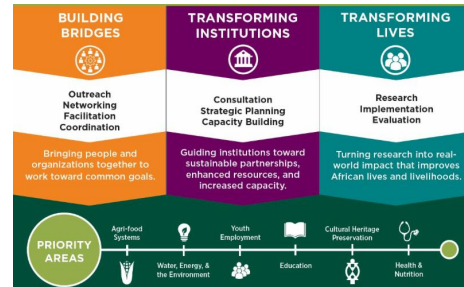 BUILDING
BRIDGES
Outreach
Networking
Facilitation
Coordination
Bringing people and
organizations together to
work toward common goals.
TRANSFORMING
INSTITUTIONS
Consultation
Strategic Planning
Capacity Building
Guiding institutions toward
sustainable partnerships,
enhanced resources, and
increased capacity.
TRANSFORMING
LIVES
Research
Implementation
Evaluation
Turning research into real-
world impact that improves
African lives and livelihoods.
PRIORITY
AREAS
Agri-food
Systems
Water, Energy, &
the Environment
Youth
Employment
Education
Cultural Heritage
Preservation
Health &
Nutrition